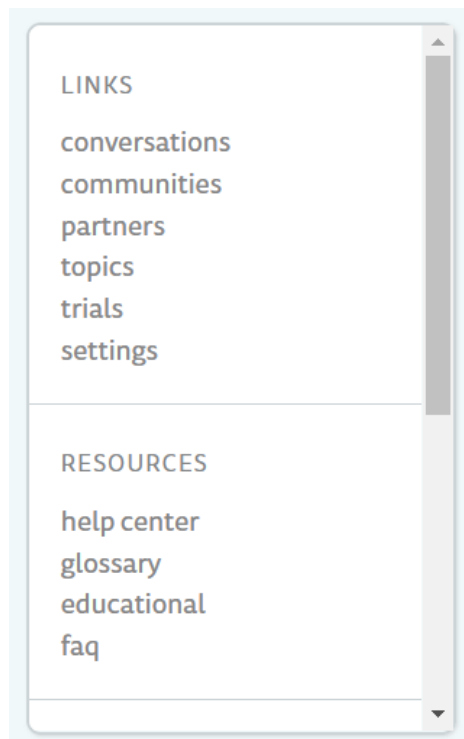 LINKS
conversations
communities
partners
topics
trials
settings
RESOURCES
help center
glossary
educational
faq